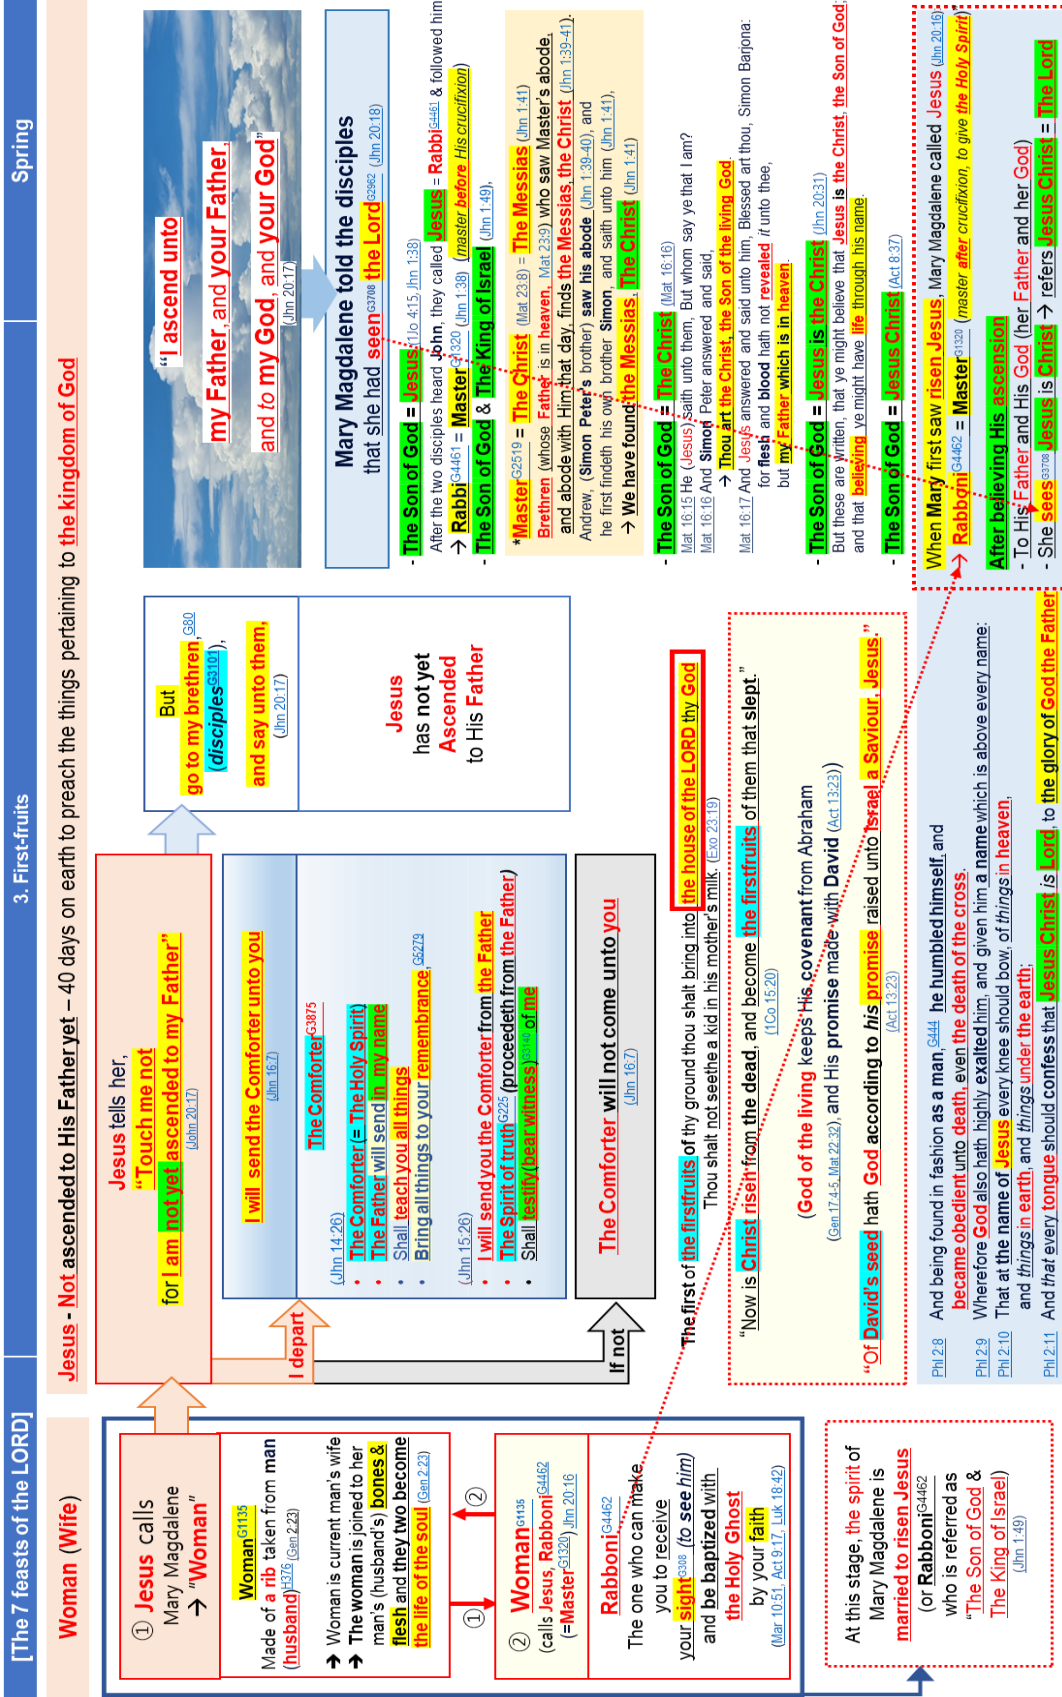 [The 7 feasts of the LORD]
3. First-fruits
Spring
Woman (Wife)
Jesus - Not ascended to His Father yet – 40 days on earth to preach the things pertaining to the kingdom of God
① Jesus calls
Mary Magdalene
→ "Woman"
Woman G1135
Made of a rib taken from man
(husband)H376 (Gen 2:23)
→ Woman is current man's wife
→ The woman is joined to her
man's (husband's) bones &
flesh and they two become
the life of the soul (Gen 2:23)
①
②
② Woman G1135
(calls Jesus, Rabboni G4462
(=Master G1320) Jhn 20:16
Rabboni G4462
The one who can make
you to receive
your sight G308 (to see him)
and be baptized with
the Holy Ghost
by your faith
(Mar 10:51, Act 9:17, Luk 18:42)
At this stage, the spirit of
Mary Magdalene is
married to risen Jesus
(or Rabboni G4462
who is referred as
"The Son of God &
The King of Israel)
(Jhn 1:49)
Jesus tells her,
"Touch me not
for I am not yet ascended to my Father"
(John 20:17)
I depart
If not
I will send the Comforter unto you
(Jhn 16:7)
The Comforter G3875
(Jhn 14:26)
• The Comforter(= The Holy Spirit)
• The Father will send in my name
• Shall teach you all things
• Bring all things to your remembrance, G5279
(Jhn 15:26)
• I will send you the Comforter from the Father
• The Spirit of truth G225 (proceedeth from the Father)
• Shall testify(bear witness)G3140 of me
The Comforter will not come unto you
(Jhn 16:7)
But
go to my brethren, G80
(disciples G3101),
and say unto them,
(Jhn 20:17)
Jesus
has not yet
Ascended
to His Father
"I ascend unto
my Father, and your Father,
and to my God, and your God"
(Jhn 20:17)
Mary Magdalene told the disciples
that she had seen G3708 the Lord G2962 (Jhn 20:18)
- The Son of God = Jesus (1Jo 4:15, Jhn 1:38)
After the two disciples heard John, they called Jesus = Rabbi G4461 & followed him
→ Rabbi G4461 = Master G1320 (Jhn 1:38) (master before His crucifixion)
- The Son of God & The King of Israel (Jhn 1:49),
*Master G2519 = The Christ (Mat 23:8) = The Messias (Jhn 1:41)
Brethren (whose Father is in heaven, Mat 23:9) who saw Master's abode,
and abode with Him that day, finds the Messias, the Christ (Jhn 1:39-41).
Andrew, (Simon Peter's brother) saw his abode (Jhn 1:39-40), and
he first findeth his own brother Simon, and saith unto him (Jhn 1:41),
→ We have found the Messias, The Christ (Jhn 1:41)
- The Son of God = The Christ (Mat 16:16)
Mat 16:15 He (Jesus) saith unto them, But whom say ye that I am?
Mat 16:16 And Simon Peter answered and said,
→ Thou art the Christ, the Son of the living God.
Mat 16:17 And Jesus answered and said unto him, Blessed art thou, Simon Barjona:
for flesh and blood hath not revealed it unto thee,
but my Father which is in heaven.
- The Son of God = Jesus is the Christ (Jhn 20:31)
But these are written, that ye might believe that Jesus is the Christ, the Son of God;
and that believing ye might have life through his name.
- The Son of God = Jesus Christ (Act 8:37)
The first of the firstfruits of thy ground thou shalt bring into the house of the LORD thy God
Thou shalt not seethe a kid in his mother's milk. (Exo 23:19)
"Now is Christ risen from the dead, and become the firstfruits of them that slept."
(1Co 15:20)
(God of the living keeps His covenant from Abraham
(Gen 17:4-5, Mat 22:32), and His promise made with David (Act 13:23))
"Of David's seed hath God according to his promise raised unto Israel a Saviour, Jesus."
(Act 13:23)
Phl 2:8 And being found in fashion as a man, G444 he humbled himself, and
became obedient unto death, even the death of the cross.
Phl 2:9 Wherefore God also hath highly exalted him, and given him a name which is above every name:
Phl 2:10 That at the name of Jesus every knee should bow, of things in heaven,
and things in earth, and things under the earth;
Phl 2:11 And that every tongue should confess that Jesus Christ is Lord, to the glory of God the Father
When Mary first saw risen Jesus, Mary Magdalene called Jesus (Jhn 20:16)
→ Rabboni G4462 = Master G1320 (master after crucifixion, to give the Holy Spirit)
After believing His ascension
- To His Father and His God (her Father and her God)
- She sees G3708 Jesus is Christ → refers Jesus Christ = The Lord